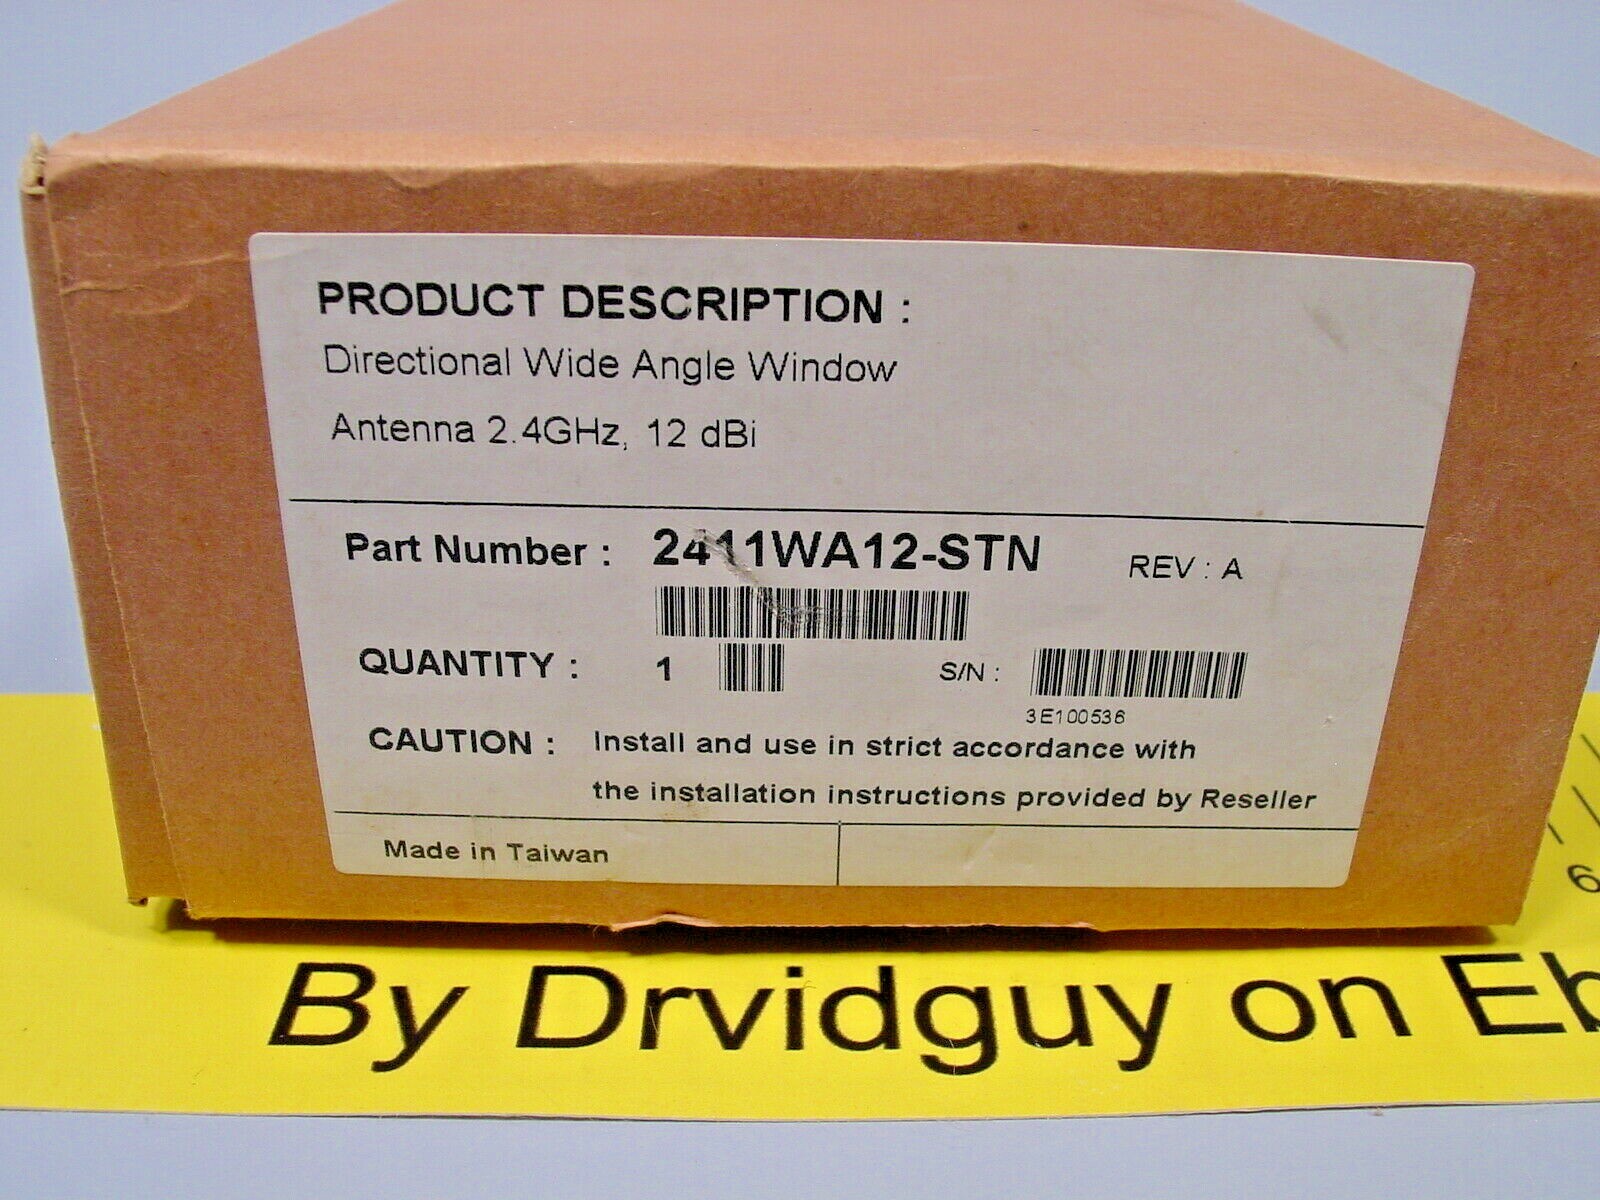 PRODUCT DESCRIPTION :
Directional Wide Angle Window
Antenna 2.4GHz, 12 dBi
Part Number : 2411WA12-STN REV : A
QUANTITY : 1 S/N :
3E100536
CAUTION : Install and use in strict accordance with
the installation instructions provided by Reseller
Made in Taiwan
6
By Drvidguy on Eb